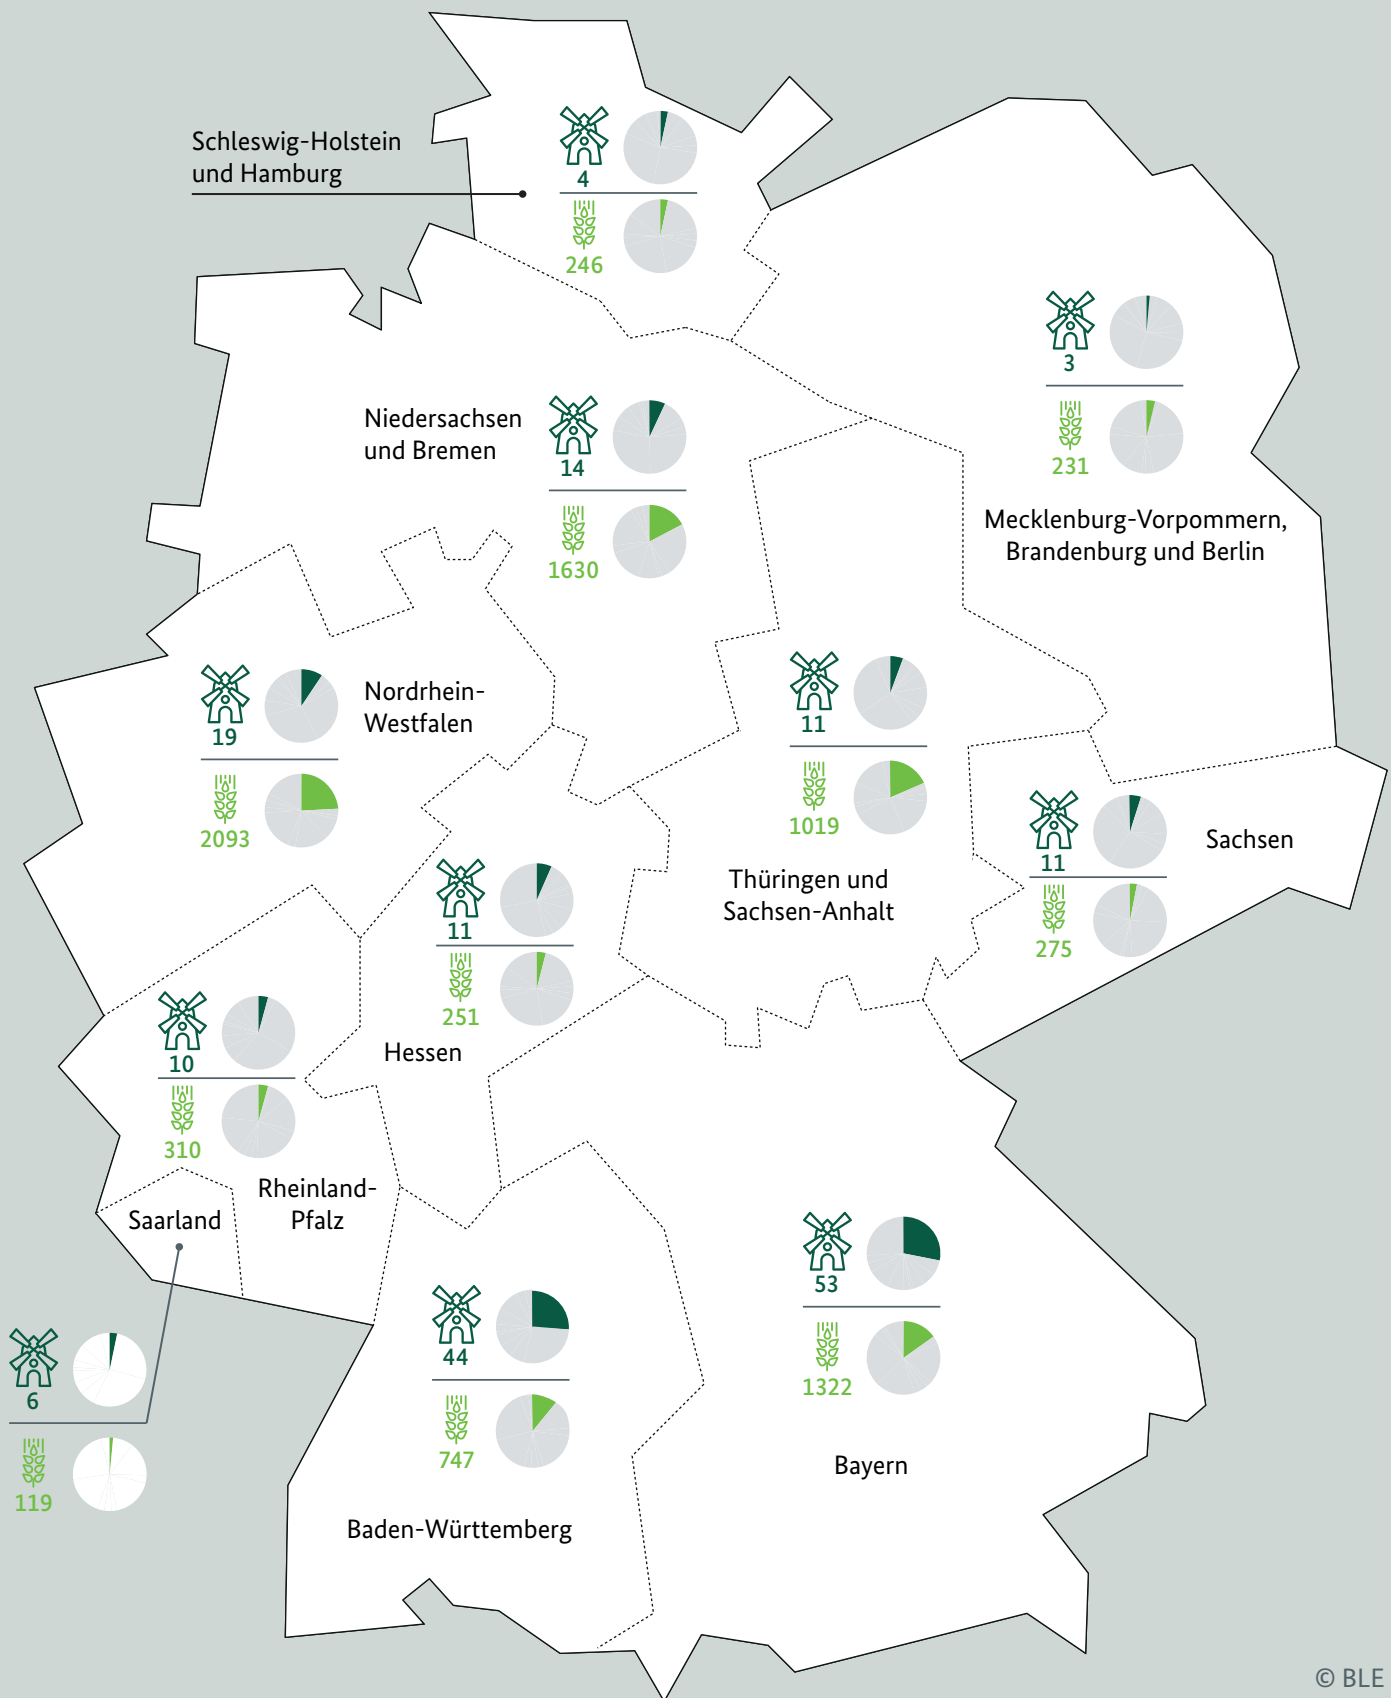 Schleswig-Holstein
und Hamburg
4
246
3
231
Mecklenburg-Vorpommern,
Brandenburg und Berlin
Niedersachsen
und Bremen
14
1630
19
2093
Nordrhein-
Westfalen
11
1019
Thüringen und
Sachsen-Anhalt
11
275
Sachsen
11
251
Hessen
10
310
Rheinland-
Pfalz
Saarland
6
119
44
747
Baden-Württemberg
53
1322
Bayern
© BLE